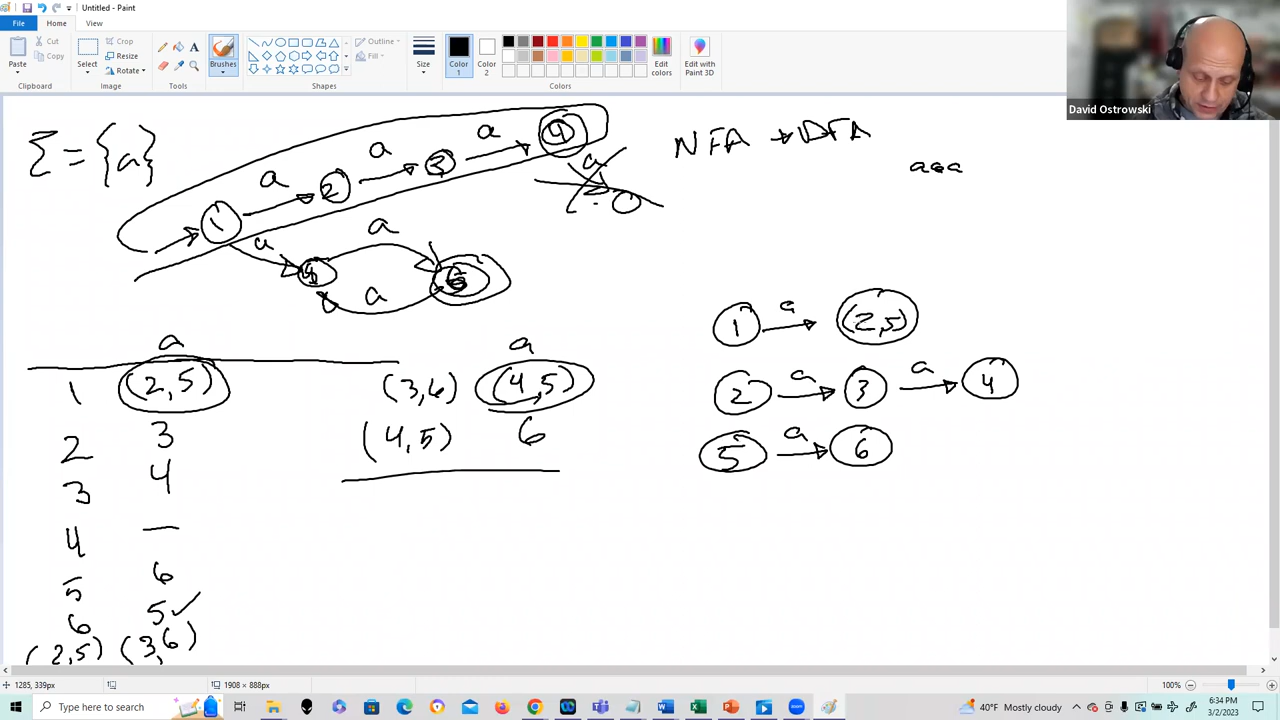 Untitled - Paint
File Home View
Paste
Cut
Copy
Clipboard
Select
Crop
Resize
Rotate
Image
Tools
Brushes
Shapes
Outline
Fill
Size
Color 1
Color 2
Edit colors
Edit with Paint 3D
Colors
David Ostrowski
Σ = {a}
NFA → DFA
aaa
a a a
1 2 3 4
a
a a
6
a
1 (2,5)
2 3
3 4
4 —
5 6
6 5 ✓
(2,5) (3,6)
a
(3,6) (4,5)
(4,5) 6
1 a (2,5)
2 a 3 a 4
5 a 6
1285, 339px
1908 × 888px
100%
Type here to search
40°F Mostly cloudy
6:34 PM
3/2/2023